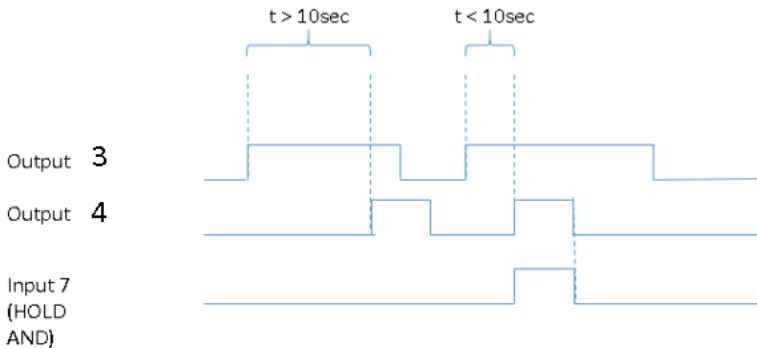 t > 10sec
t < 10sec
Output 3
Output 4
Input 7
(HOLD
AND)